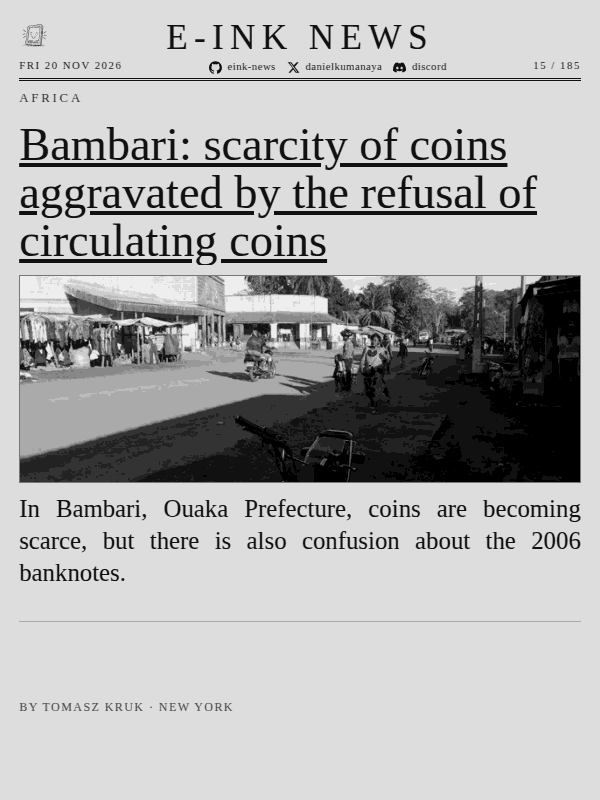 E-INK NEWS
FRI 20 NOV 2026
eink-news danielkumanaya discord
15 / 185
AFRICA
Bambari: scarcity of coins
aggravated by the refusal of
circulating coins
In Bambari, Ouaka Prefecture, coins are becoming
scarce, but there is also confusion about the 2006
banknotes.
BY TOMASZ KRUK · NEW YORK